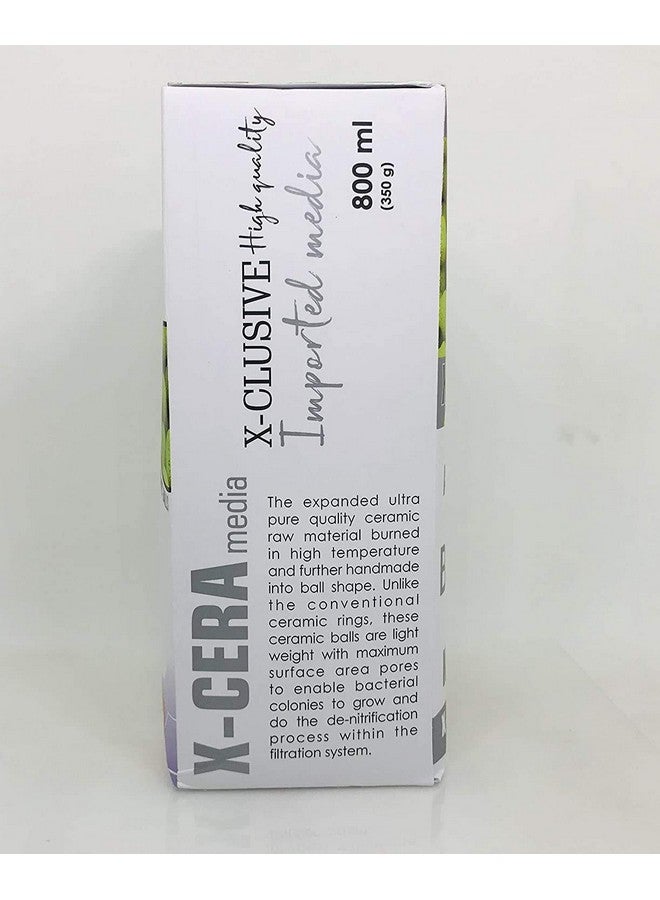 X-CERA
media
X-CLUSIVE High quality
Imported media
800 ml
(350 g)
The expanded ultra
pure quality ceramic
raw material burned
in high temperature
and further handmade
into ball shape. Unlike
the conventional
ceramic rings, these
ceramic balls are light
weight with maximum
surface area pores
to enable bacterial
colonies to grow and
do the de-nitrification
process within the
filtration system.